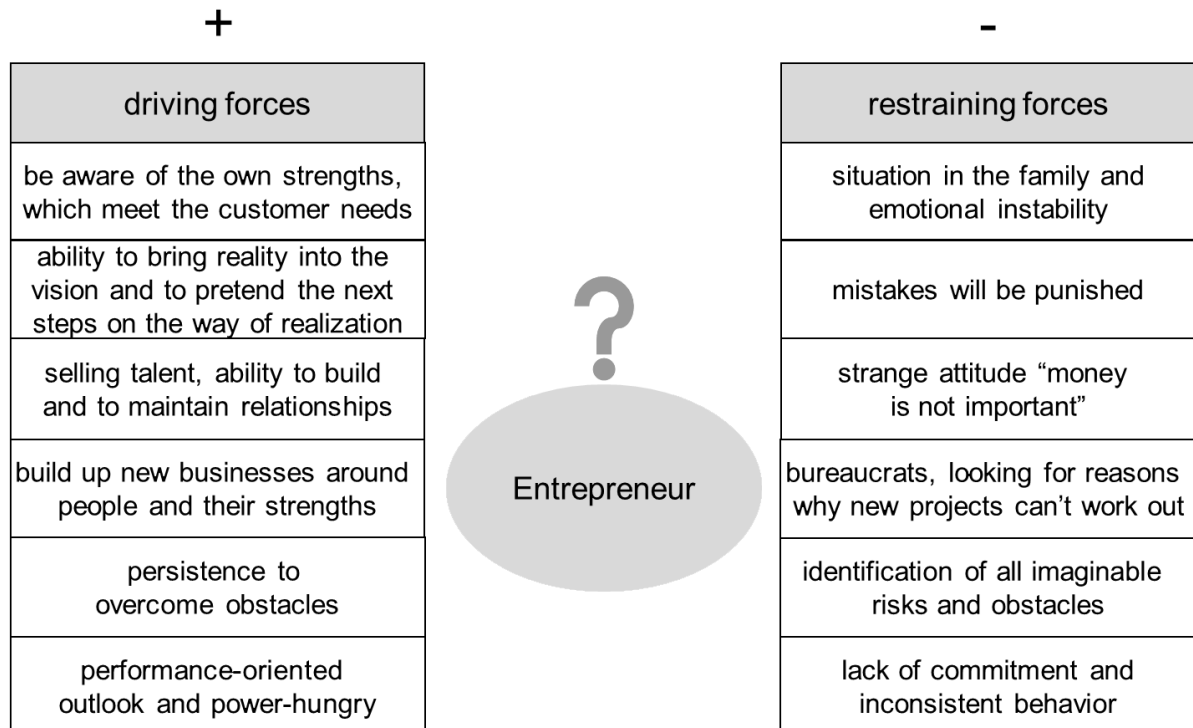 +
driving forces
be aware of the own strengths,
which meet the customer needs
ability to bring reality into the
vision and to pretend the next
steps on the way of realization
selling talent, ability to build
and to maintain relationships
build up new businesses around
people and their strengths
persistence to
overcome obstacles
performance-oriented
outlook and power-hungry
?
Entrepreneur
-
restraining forces
situation in the family and
emotional instability
mistakes will be punished
strange attitude “money
is not important”
bureaucrats, looking for reasons
why new projects can’t work out
identification of all imaginable
risks and obstacles
lack of commitment and
inconsistent behavior